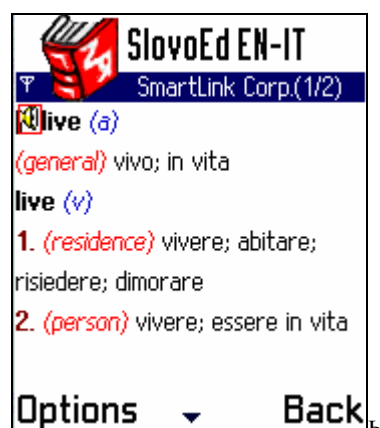 SlovoEd EN-IT
SmartLink Corp.(1/2)
live (a)
(general) vivo; in vita
live (v)
1. (residence) vivere; abitare;
risiedere; dimorare
2. (person) vivere; essere in vita
Options Back